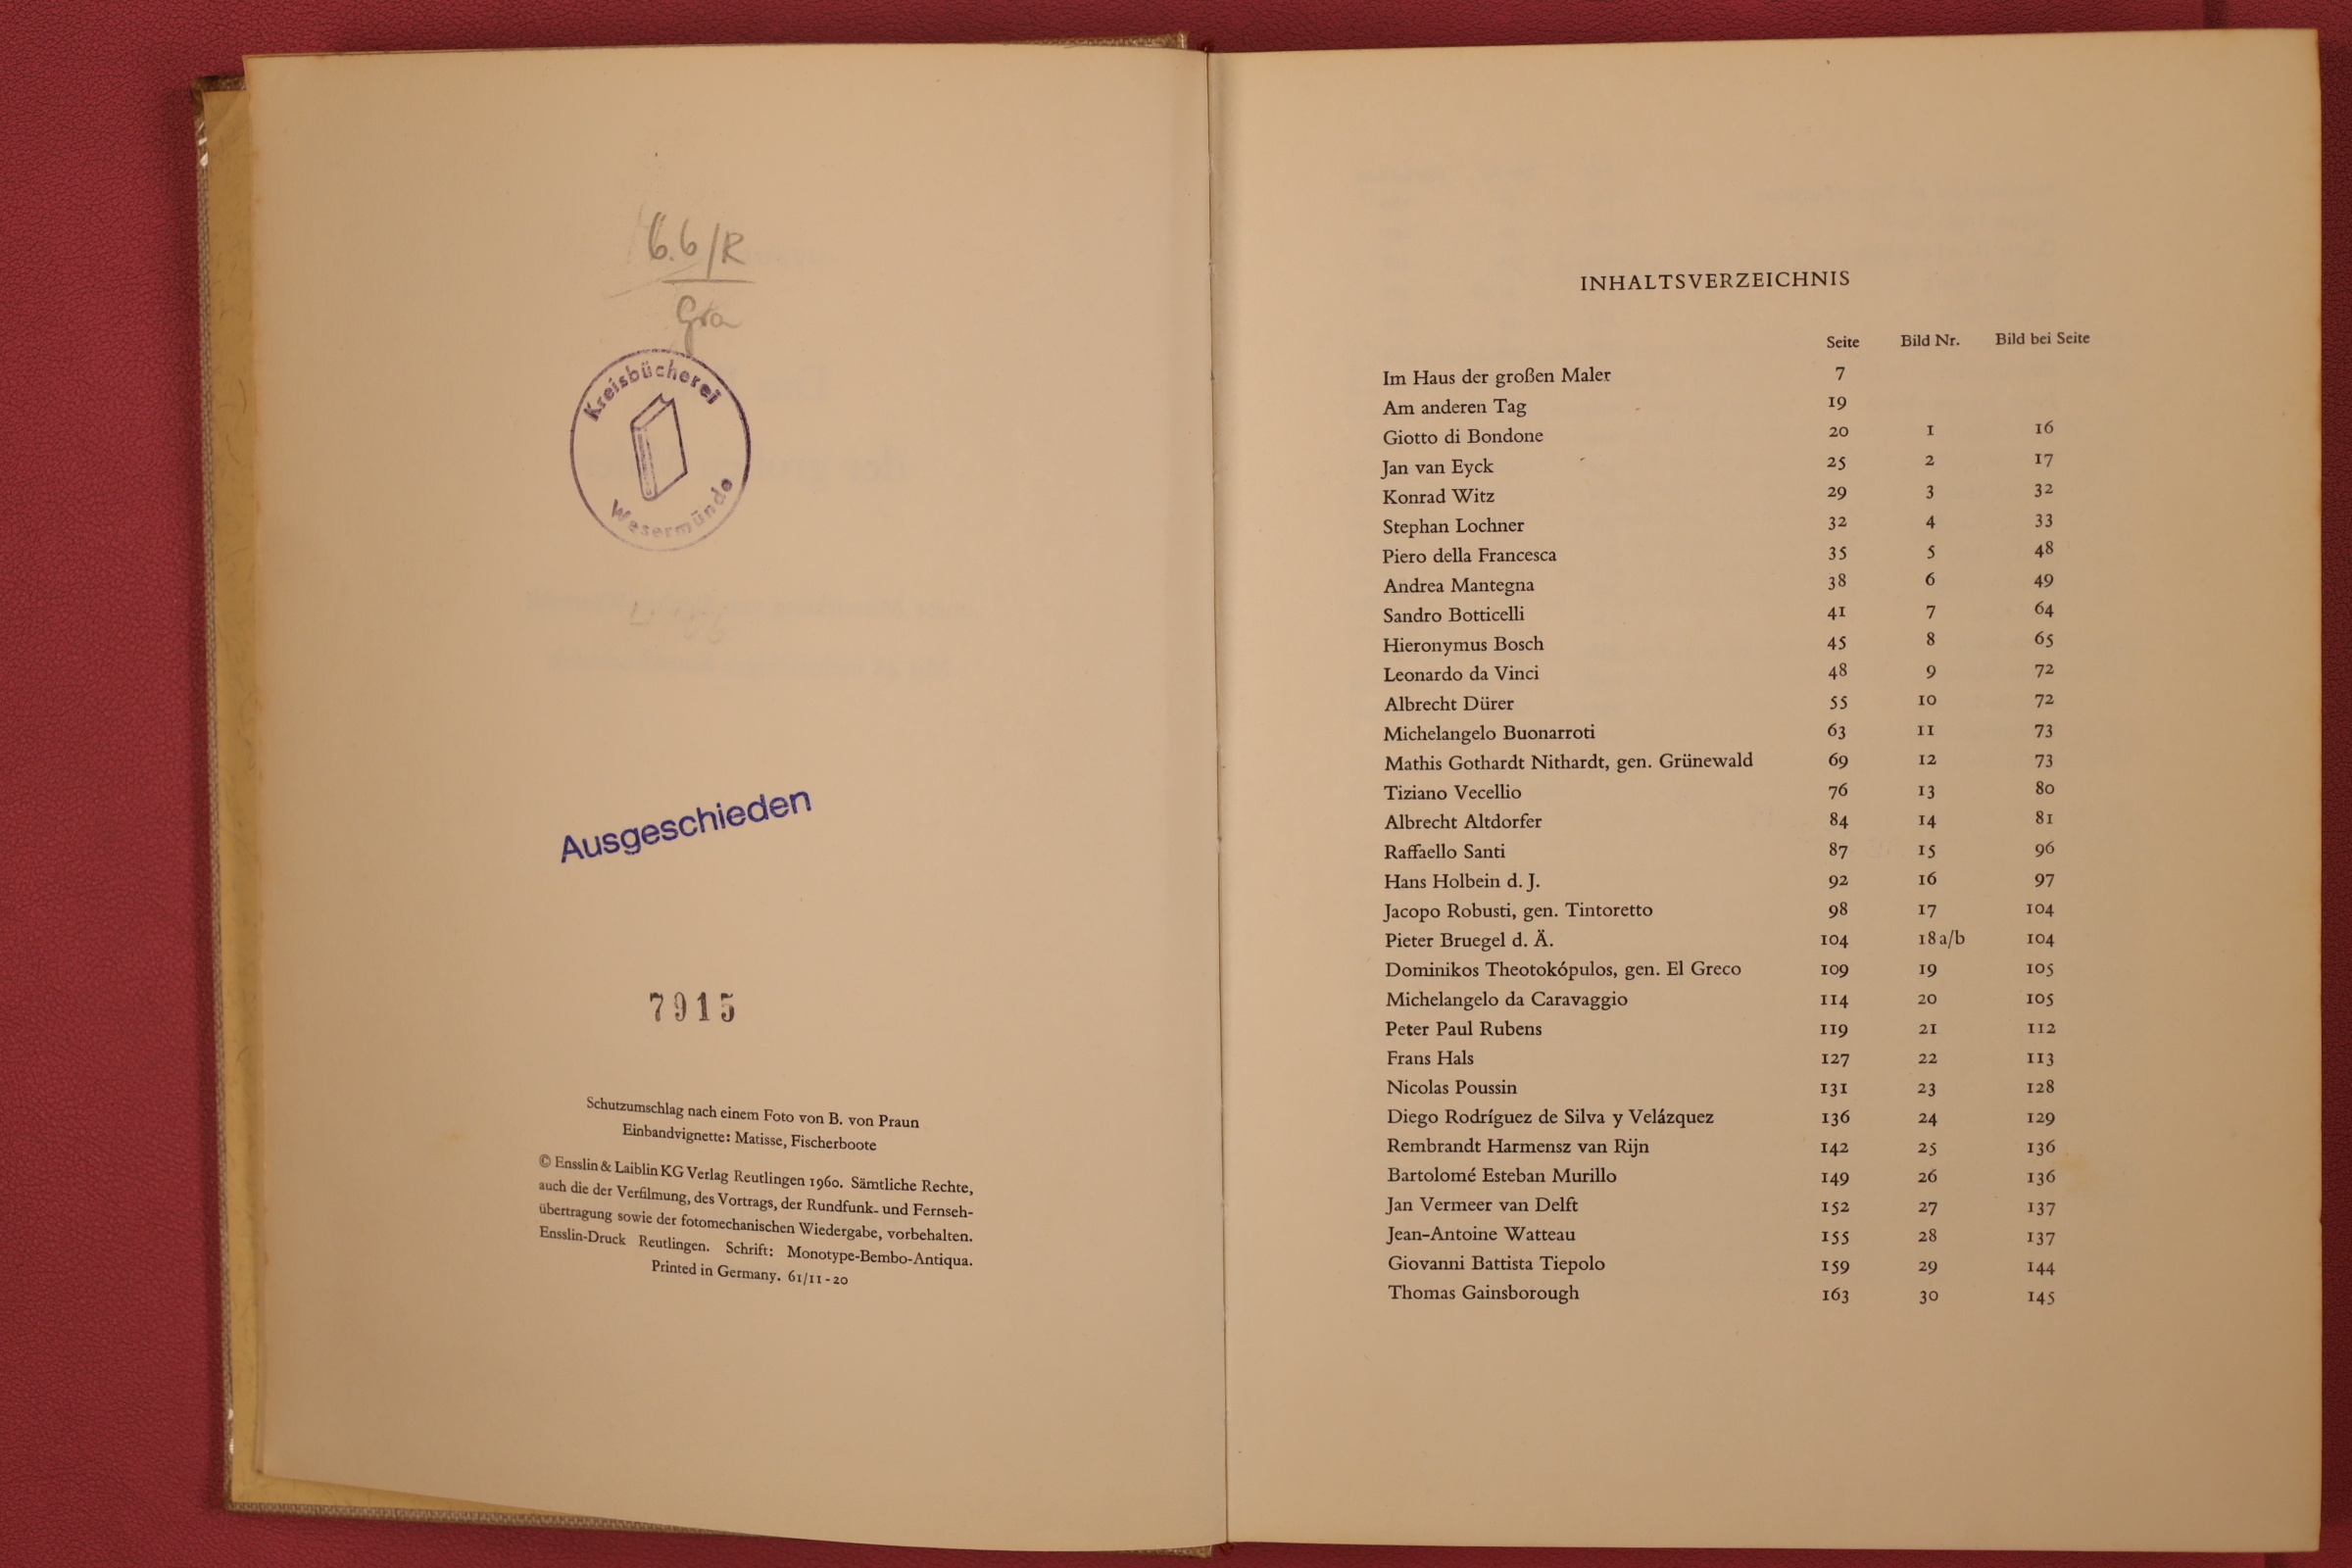 6.6/R
Gra
Kreisbücherei
Wesermünde
Ausgeschieden
7915
Schutzumschlag nach einem Foto von B. von Praun
Einbandvignette: Matisse, Fischerboote
© Ensslin & Laiblin KG Verlag Reutlingen 1960. Sämtliche Rechte,
auch die der Verfilmung, des Vortrags, der Rundfunk- und Fernseh-
übertragung sowie der fotomechanischen Wiedergabe, vorbehalten.
Ensslin-Druck Reutlingen. Schrift: Monotype-Bembo-Antiqua.
Printed in Germany. 61/11-20
INHALTSVERZEICHNIS
Seite Bild Nr. Bild bei Seite
Im Haus der großen Maler 7
Am anderen Tag 19
Giotto di Bondone 20 1 16
Jan van Eyck 25 2 17
Konrad Witz 29 3 32
Stephan Lochner 32 4 33
Piero della Francesca 35 5 48
Andrea Mantegna 38 6 49
Sandro Botticelli 41 7 64
Hieronymus Bosch 45 8 65
Leonardo da Vinci 48 9 72
Albrecht Dürer 55 10 72
Michelangelo Buonarroti 63 11 73
Mathis Gothardt Nithardt, gen. Grünewald 69 12 73
Tiziano Vecellio 76 13 80
Albrecht Altdorfer 84 14 81
Raffaello Santi 87 15 96
Hans Holbein d. J. 92 16 97
Jacopo Robusti, gen. Tintoretto 98 17 104
Pieter Bruegel d. Ä. 104 18a/b 104
Dominikos Theotokópulos, gen. El Greco 109 19 105
Michelangelo da Caravaggio 114 20 105
Peter Paul Rubens 119 21 112
Frans Hals 127 22 113
Nicolas Poussin 131 23 128
Diego Rodríguez de Silva y Velázquez 136 24 129
Rembrandt Harmensz van Rijn 142 25 136
Bartolomé Esteban Murillo 149 26 136
Jan Vermeer van Delft 152 27 137
Jean-Antoine Watteau 155 28 137
Giovanni Battista Tiepolo 159 29 144
Thomas Gainsborough 163 30 145